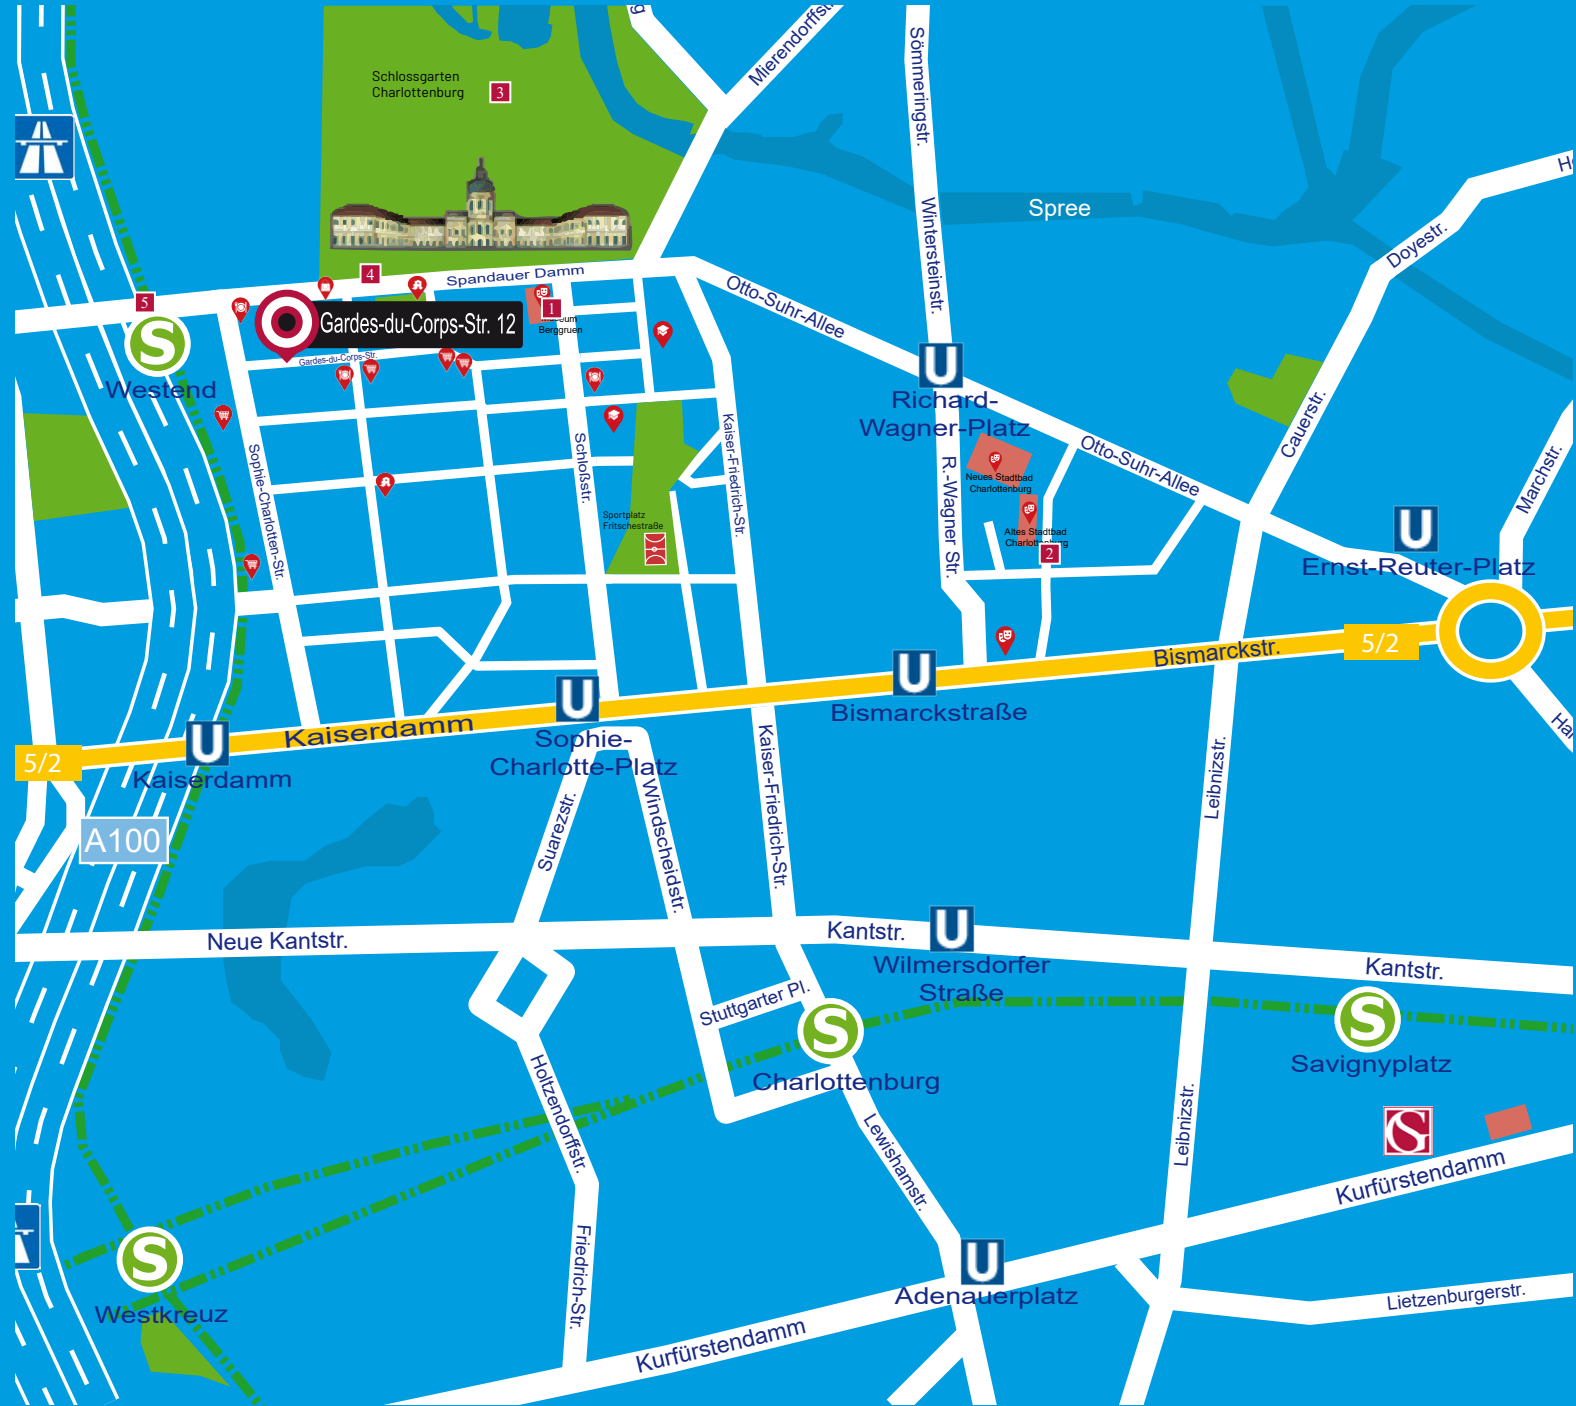 Mierendorffstr.
Sömmeringstr.
Schlossgarten
Charlottenburg
3
Spree
Wintersteinstr.
Doyestr.
4
Spandauer Damm
5
1
Otto-Suhr-Allee
Gardes-du-Corps-Str. 12
Berggruen
Gardes-du-Corps-Str.
S
Westend
U
Richard-
Wagner-Platz
Cauerstr.
Marchstr.
Sophie-Charlotten-Str.
Schloßstr.
Kaiser-Friedrich-Str.
R.-Wagner Str.
Otto-Suhr-Allee
Neues Stadtbad
Charlottenburg
Sportplatz
Fritschestraße
Altes Stadtbad
Charlottenburg
2
U
Ernst-Reuter-Platz
5/2
Bismarckstr.
U
Bismarckstraße
U
Sophie-
Charlotte-Platz
Kaiserdamm
U
Kaiserdamm
5/2
A100
Suarezstr.
Windscheidstr.
Kaiser-Friedrich-Str.
Leibnizstr.
Neue Kantstr.
Kantstr.
U
Wilmersdorfer
Straße
Kantstr.
Stuttgarter Pl.
S
Charlottenburg
S
Savignyplatz
Holtzendorffstr.
Lewishamstr.
Leibnizstr.
Kurfürstendamm
S
Westkreuz
Friedrich-Str.
U
Adenauerplatz
Lietzenburgerstr.
Kurfürstendamm